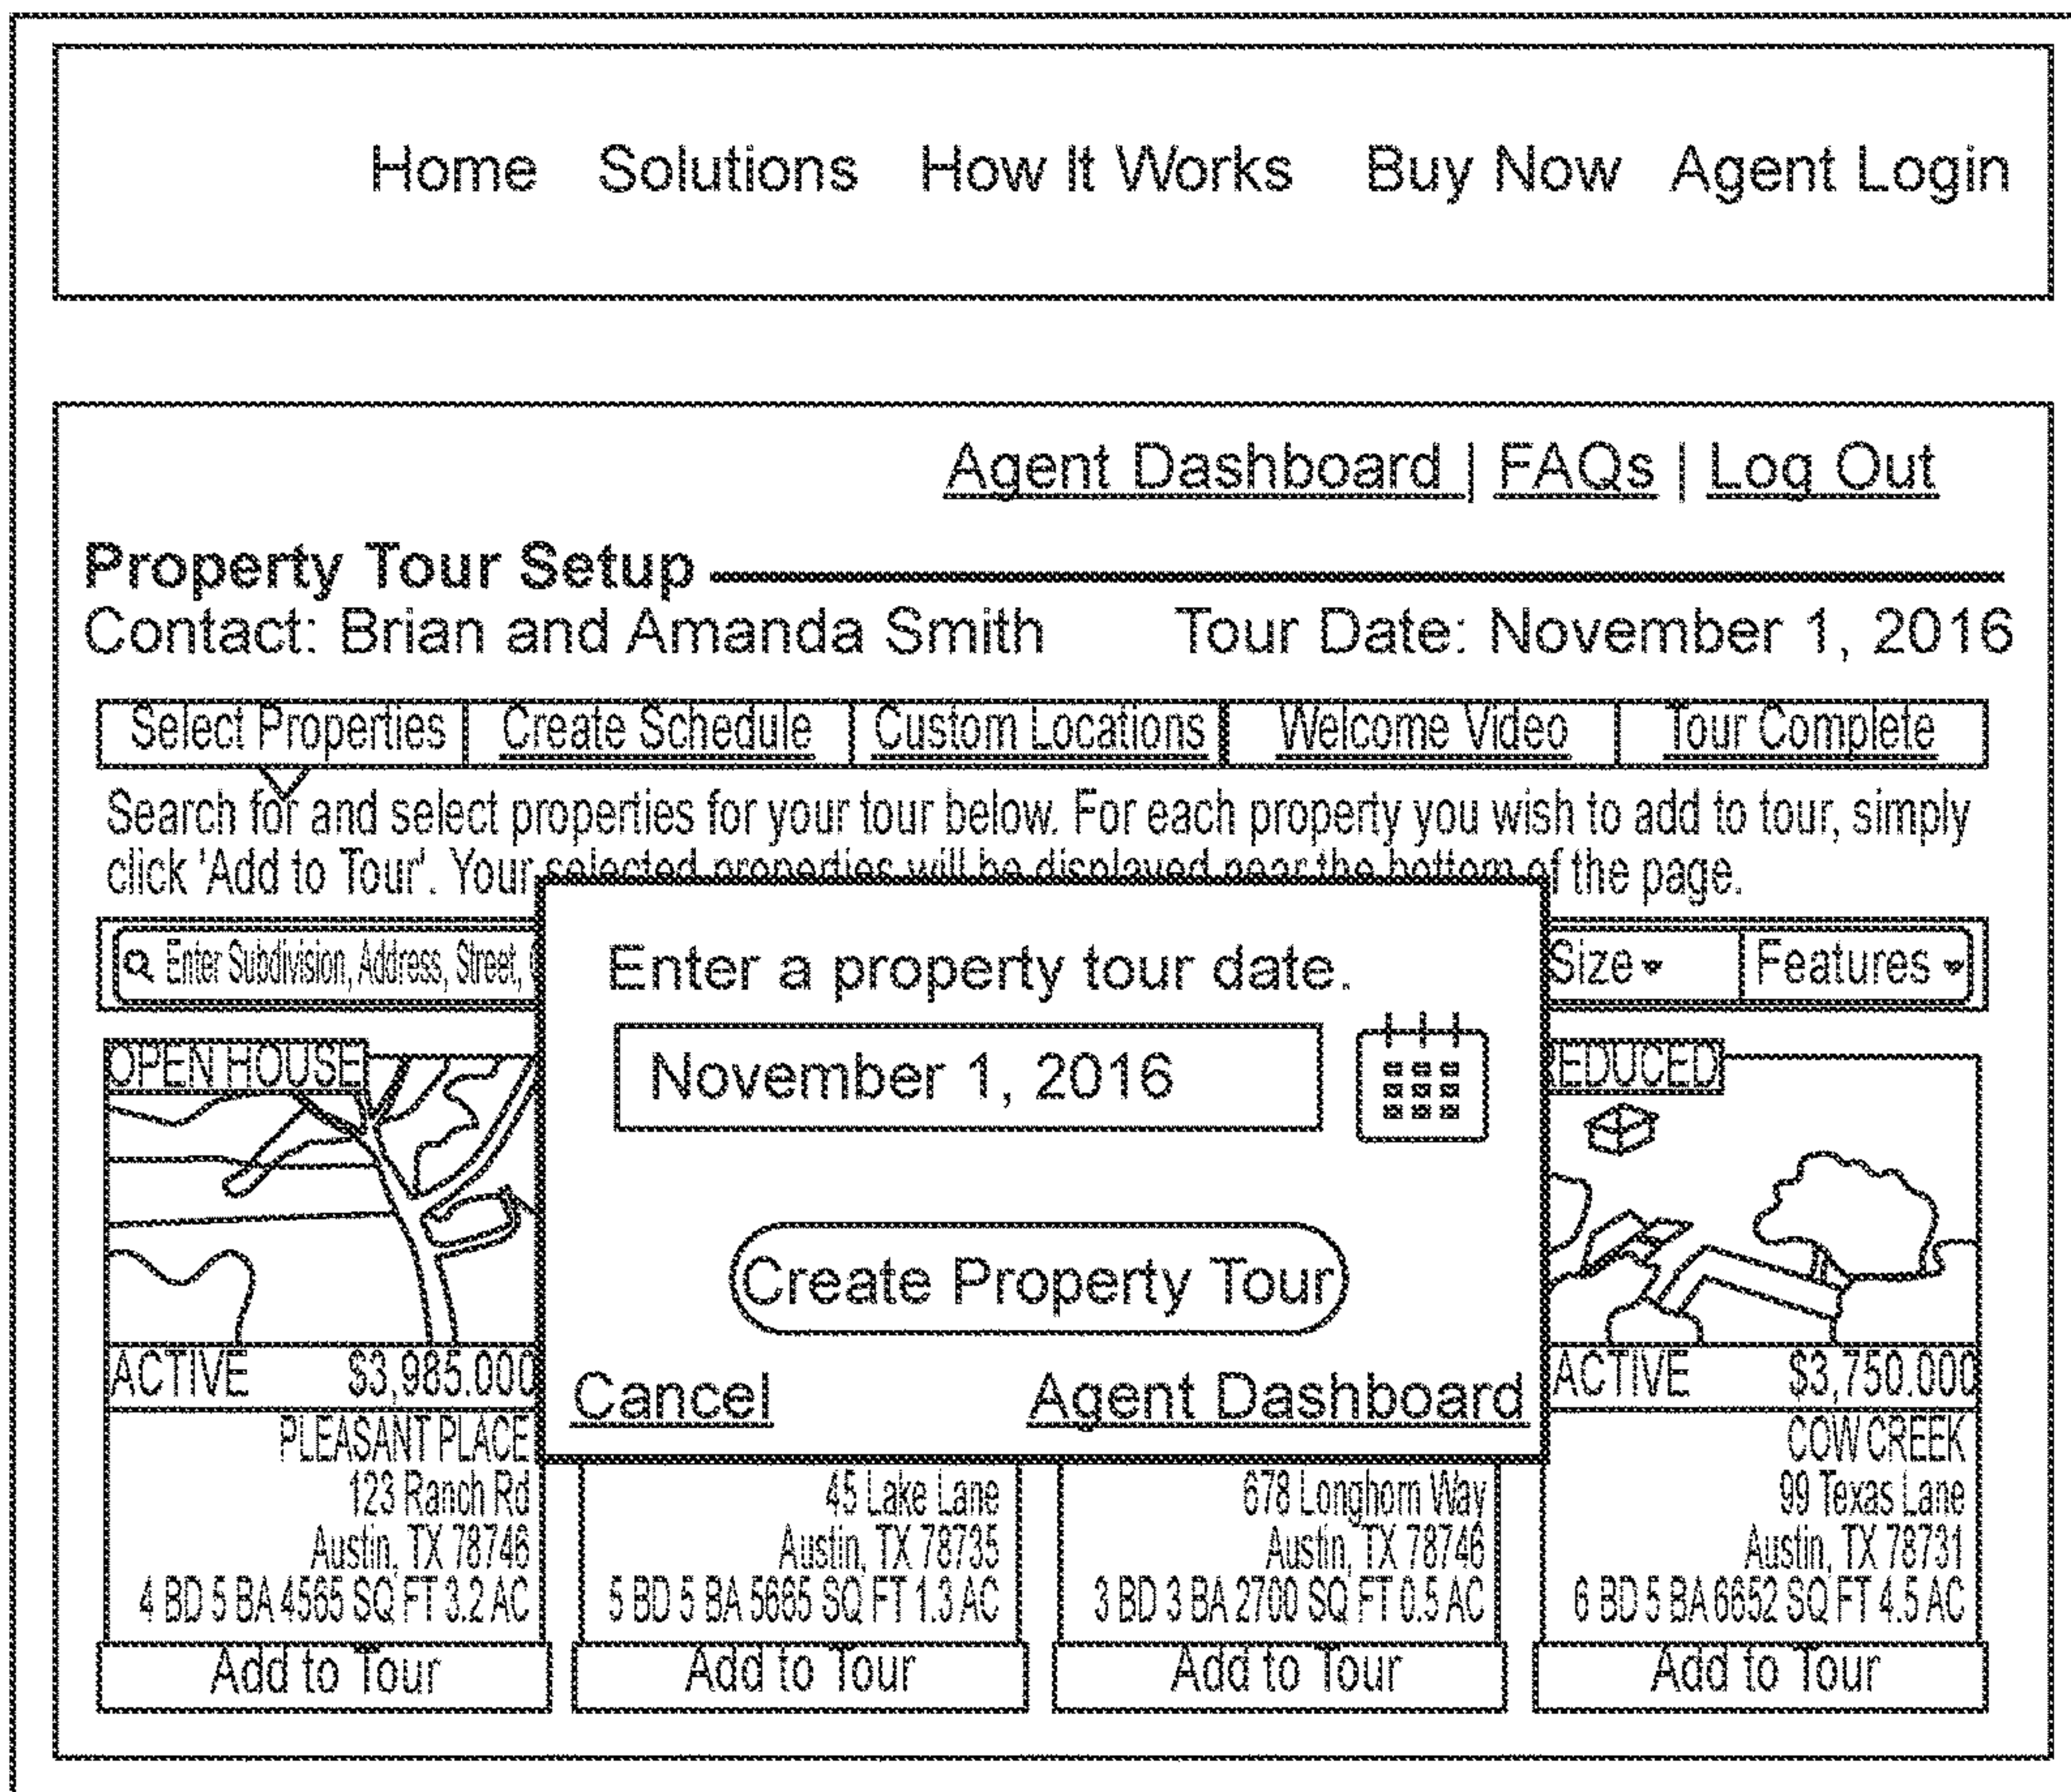 Home Solutions How It Works Buy Now Agent Login
Agent Dashboard | FAQs | Log Out
Property Tour Setup
Contact: Brian and Amanda Smith Tour Date: November 1, 2016
Select Properties Create Schedule Custom Locations Welcome Video Tour Complete
Search for and select properties for your tour below. For each property you wish to add to tour, simply
click 'Add to Tour'. Your selected properties will be displayed near the bottom of the page.
Enter Subdivision, Address, Street, Size Features
Enter a property tour date.
November 1, 2016
Create Property Tour
Cancel Agent Dashboard
OPEN HOUSE
ACTIVE $3,985.000
PLEASANT PLACE
123 Ranch Rd
Austin, TX 78746
4 BD 5 BA 4565 SQ FT 3.2 AC
Add to Tour
45 Lake Lane
Austin, TX 78735
5 BD 5 BA 5665 SQ FT 1.3 AC
Add to Tour
678 Longhorn Way
Austin, TX 78746
3 BD 3 BA 2700 SQ FT 0.5 AC
Add to Tour
EDUCED
ACTIVE $3,750.000
COW CREEK
99 Texas Lane
Austin, TX 78731
6 BD 5 BA 6652 SQ FT 4.5 AC
Add to Tour